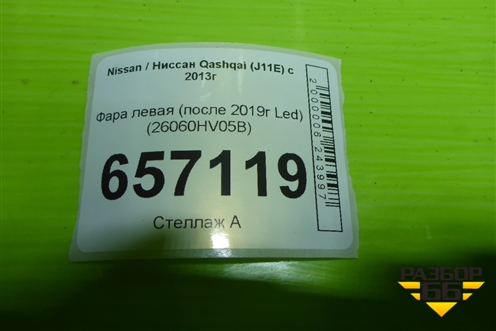 Nissan / Ниссан Qashqai (J11E) с
2013г
Фара левая (после 2019г Led)
(26060HV05B)
657119
Стеллаж А
2000006243997
РАЗБОР
66